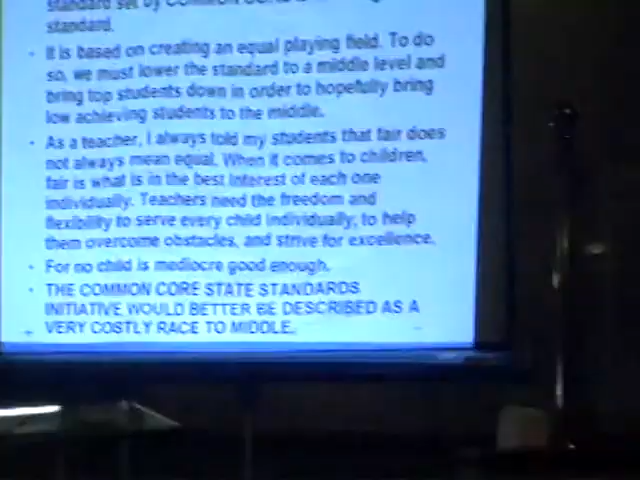 standard set by COMMON
standard.
• It is based on creating an equal playing field. To do
so, we must lower the standard to a middle level and
bring top students down in order to hopefully bring
low achieving students to the middle.
• As a teacher, I always told my students that fair does
not always mean equal. When it comes to children,
fair is what is in the best interest of each one
individually. Teachers need the freedom and
flexibility to serve every child individually, to help
them overcome obstacles, and strive for excellence.
• For no child is mediocre good enough.
• THE COMMON CORE STATE STANDARDS
INITIATIVE WOULD BETTER BE DESCRIBED AS A
VERY COSTLY RACE TO MIDDLE.